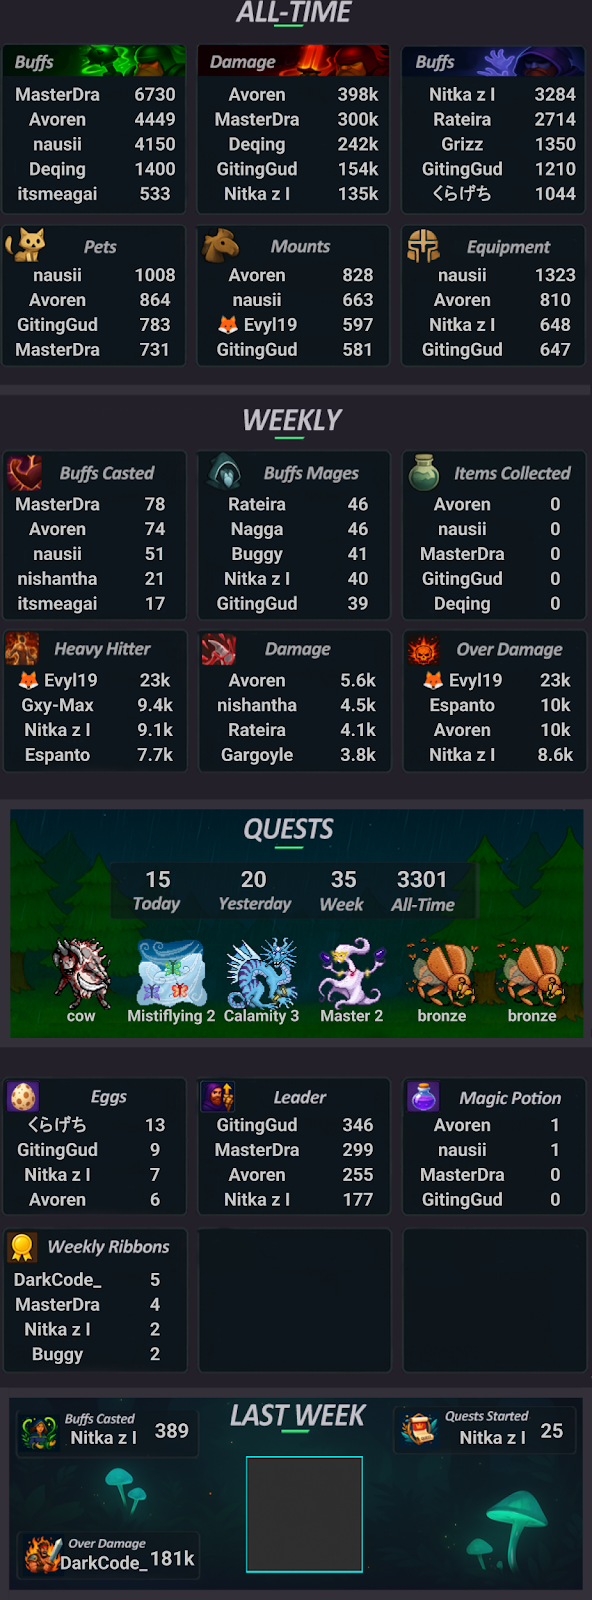 ALL-TIME
Buffs
MasterDra 6730
Avoren 4449
nausii 4150
Deqing 1400
itsmeagai 533
Damage
Avoren 398k
MasterDra 300k
Deqing 242k
GitingGud 154k
Nitka z l 135k
Buffs
Nitka z l 3284
Rateira 2714
Grizz 1350
GitingGud 1210
くらげち 1044
Pets
nausii 1008
Avoren 864
GitingGud 783
MasterDra 731
Mounts
Avoren 828
nausii 663
🦊 Evyl19 597
GitingGud 581
Equipment
nausii 1323
Avoren 810
Nitka z l 648
GitingGud 647
WEEKLY
Buffs Casted
MasterDra 78
Avoren 74
nausii 51
nishantha 21
itsmeagai 17
Buffs Mages
Rateira 46
Nagga 46
Buggy 41
Nitka z l 40
GitingGud 39
Items Collected
Avoren 0
nausii 0
MasterDra 0
GitingGud 0
Deqing 0
Heavy Hitter
🦊 Evyl19 23k
Gxy-Max 9.4k
Nitka z l 9.1k
Espanto 7.7k
Damage
Avoren 5.6k
nishantha 4.5k
Rateira 4.1k
Gargoyle 3.8k
Over Damage
🦊 Evyl19 23k
Espanto 10k
Avoren 10k
Nitka z l 8.6k
QUESTS
15 20 35 3301
Today Yesterday Week All-Time
cow Mistiflying 2 Calamity 3 Master 2 bronze bronze
Eggs
くらげち 13
GitingGud 9
Nitka z l 7
Avoren 6
Leader
GitingGud 346
MasterDra 299
Avoren 255
Nitka z l 177
Magic Potion
Avoren 1
nausii 1
MasterDra 0
GitingGud 0
Weekly Ribbons
DarkCode_ 5
MasterDra 4
Nitka z l 2
Buggy 2
LAST WEEK
Buffs Casted
Nitka z l 389
Quests Started
Nitka z l 25
Over Damage
DarkCode_ 181k